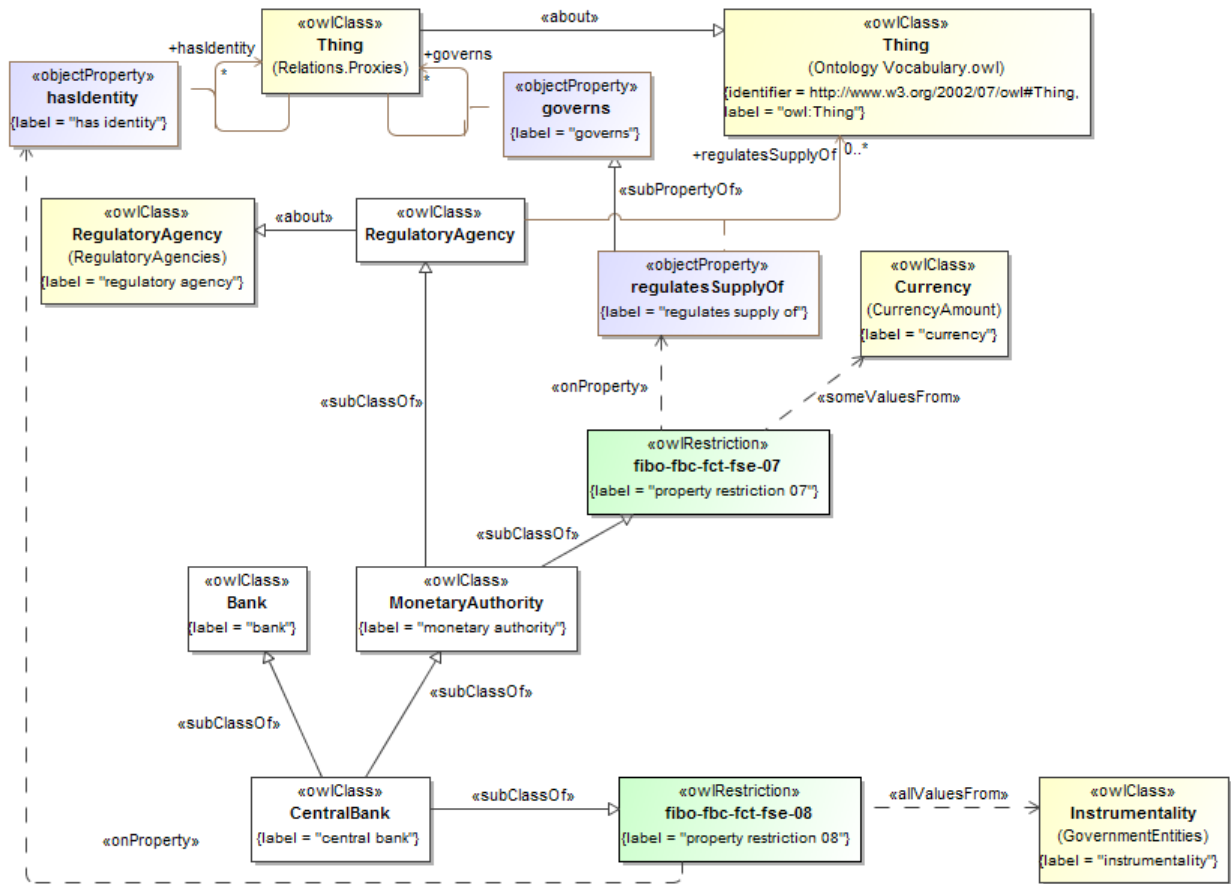 «owlClass»
Thing
(Relations.Proxies)
«about»
«owlClass»
Thing
(Ontology Vocabulary.owl)
{identifier = http://www.w3.org/2002/07/owl#Thing,
label = "owl:Thing"}
+hasIdentity
*
+governs
*
«objectProperty»
hasIdentity
{label = "has identity"}
«objectProperty»
governs
{label = "governs"}
+regulatesSupplyOf
0..*
«subPropertyOf»
«owlClass»
RegulatoryAgency
(RegulatoryAgencies)
{label = "regulatory agency"}
«about»
«owlClass»
RegulatoryAgency
«objectProperty»
regulatesSupplyOf
{label = "regulates supply of"}
«owlClass»
Currency
(CurrencyAmount)
{label = "currency"}
«onProperty»
«someValuesFrom»
«subClassOf»
«owlRestriction»
fibo-fbc-fct-fse-07
{label = "property restriction 07"}
«subClassOf»
«owlClass»
Bank
{label = "bank"}
«owlClass»
MonetaryAuthority
{label = "monetary authority"}
«subClassOf»
«subClassOf»
«owlClass»
CentralBank
{label = "central bank"}
«subClassOf»
«owlRestriction»
fibo-fbc-fct-fse-08
{label = "property restriction 08"}
«allValuesFrom»
«owlClass»
Instrumentality
(GovernmentEntities)
{label = "instrumentality"}
«onProperty»